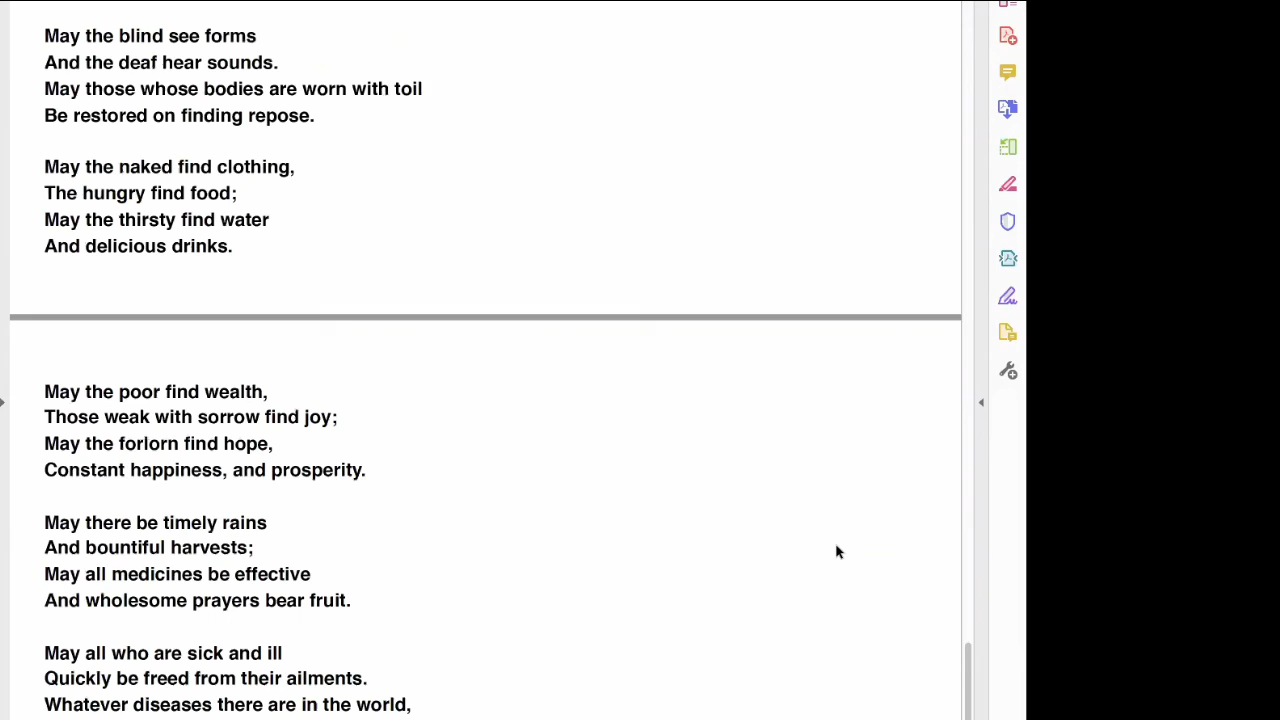 May the blind see forms
And the deaf hear sounds.
May those whose bodies are worn with toil
Be restored on finding repose.
May the naked find clothing,
The hungry find food;
May the thirsty find water
And delicious drinks.
May the poor find wealth,
Those weak with sorrow find joy;
May the forlorn find hope,
Constant happiness, and prosperity.
May there be timely rains
And bountiful harvests;
May all medicines be effective
And wholesome prayers bear fruit.
May all who are sick and ill
Quickly be freed from their ailments.
Whatever diseases there are in the world,